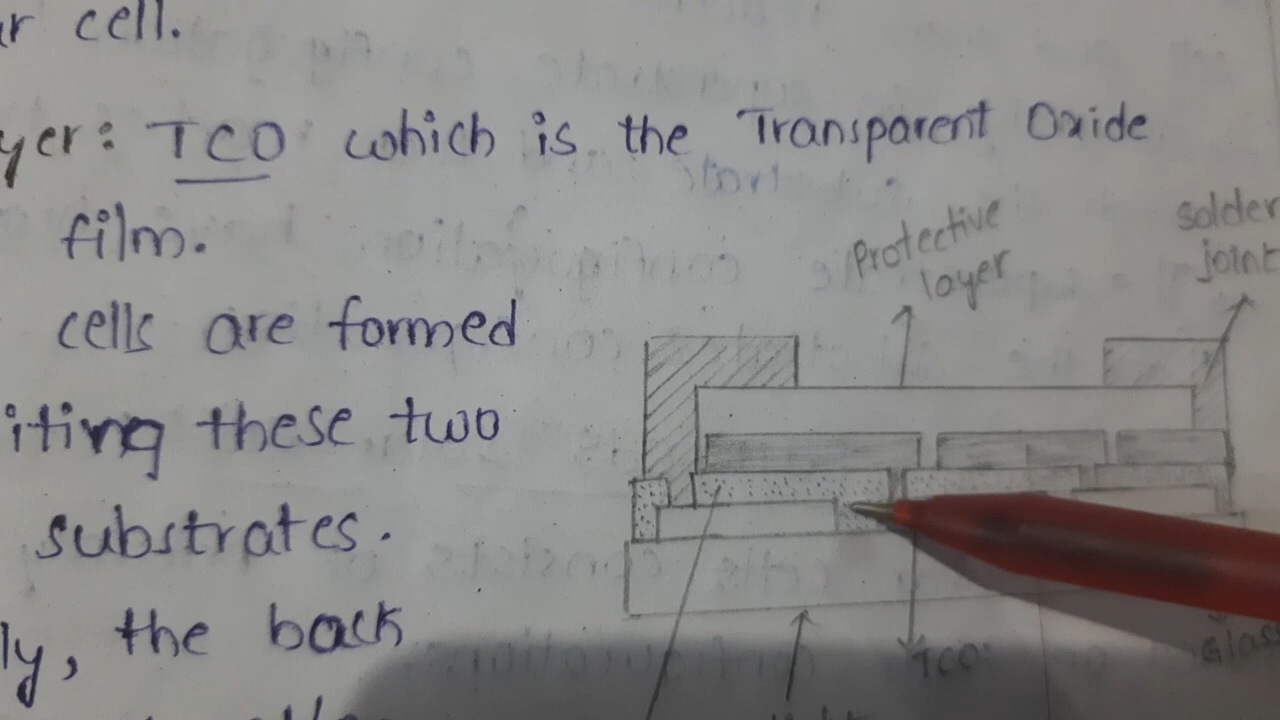 cell.
yer: TCO which is the Transparent Oxide
film.
Protective
layer
solder
joint
cells are formed
iting these two
substrates.
ly, the back
TCO
Glas